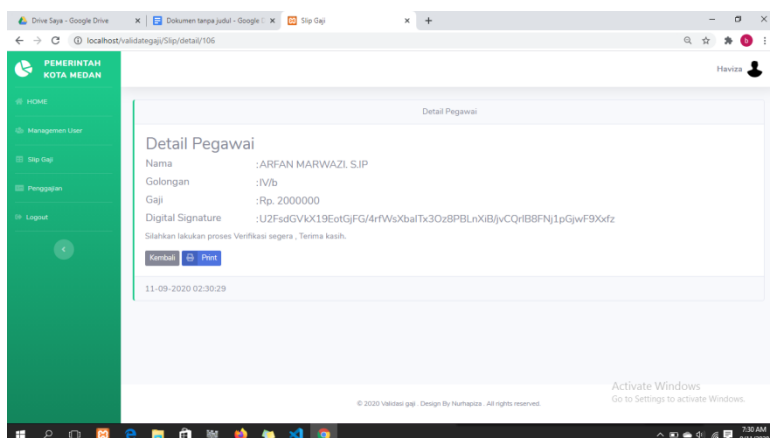 Drive Saya - Google Drive
Dokumen tanpa judul - Google D
Slip Gaji
localhost/validategaji/Slip/detail/106
PEMERINTAH
KOTA MEDAN
Haviza
HOME
Managemen User
Slip Gaji
Penggajian
Logout
Detail Pegawai
Detail Pegawai
Nama :ARFAN MARWAZI. S.IP
Golongan :IV/b
Gaji :Rp. 2000000
Digital Signature :U2FsdGVkX19EotGjFG/4rfWsXbaITx3Oz8PBLnXiB/jvCQrlB8FNj1pGjwF9Xxfz
Silahkan lakukan proses Verifikasi segera , Terima kasih.
Kembali Print
11-09-2020 02:30:29
Activate Windows
Go to Settings to activate Windows.
© 2020 Validasi gaji . Design By Nurhapiza . All rights reserved.
7:30 AM